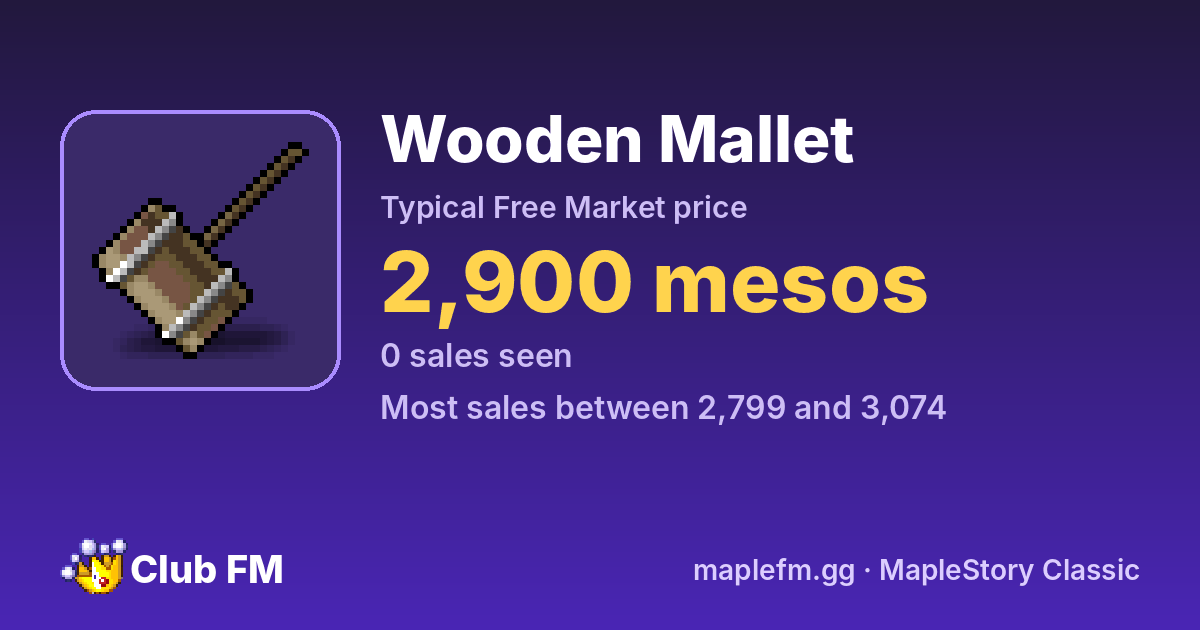 Wooden Mallet
Typical Free Market price
2,900 mesos
0 sales seen
Most sales between 2,799 and 3,074
Club FM
maplefm.gg · MapleStory Classic